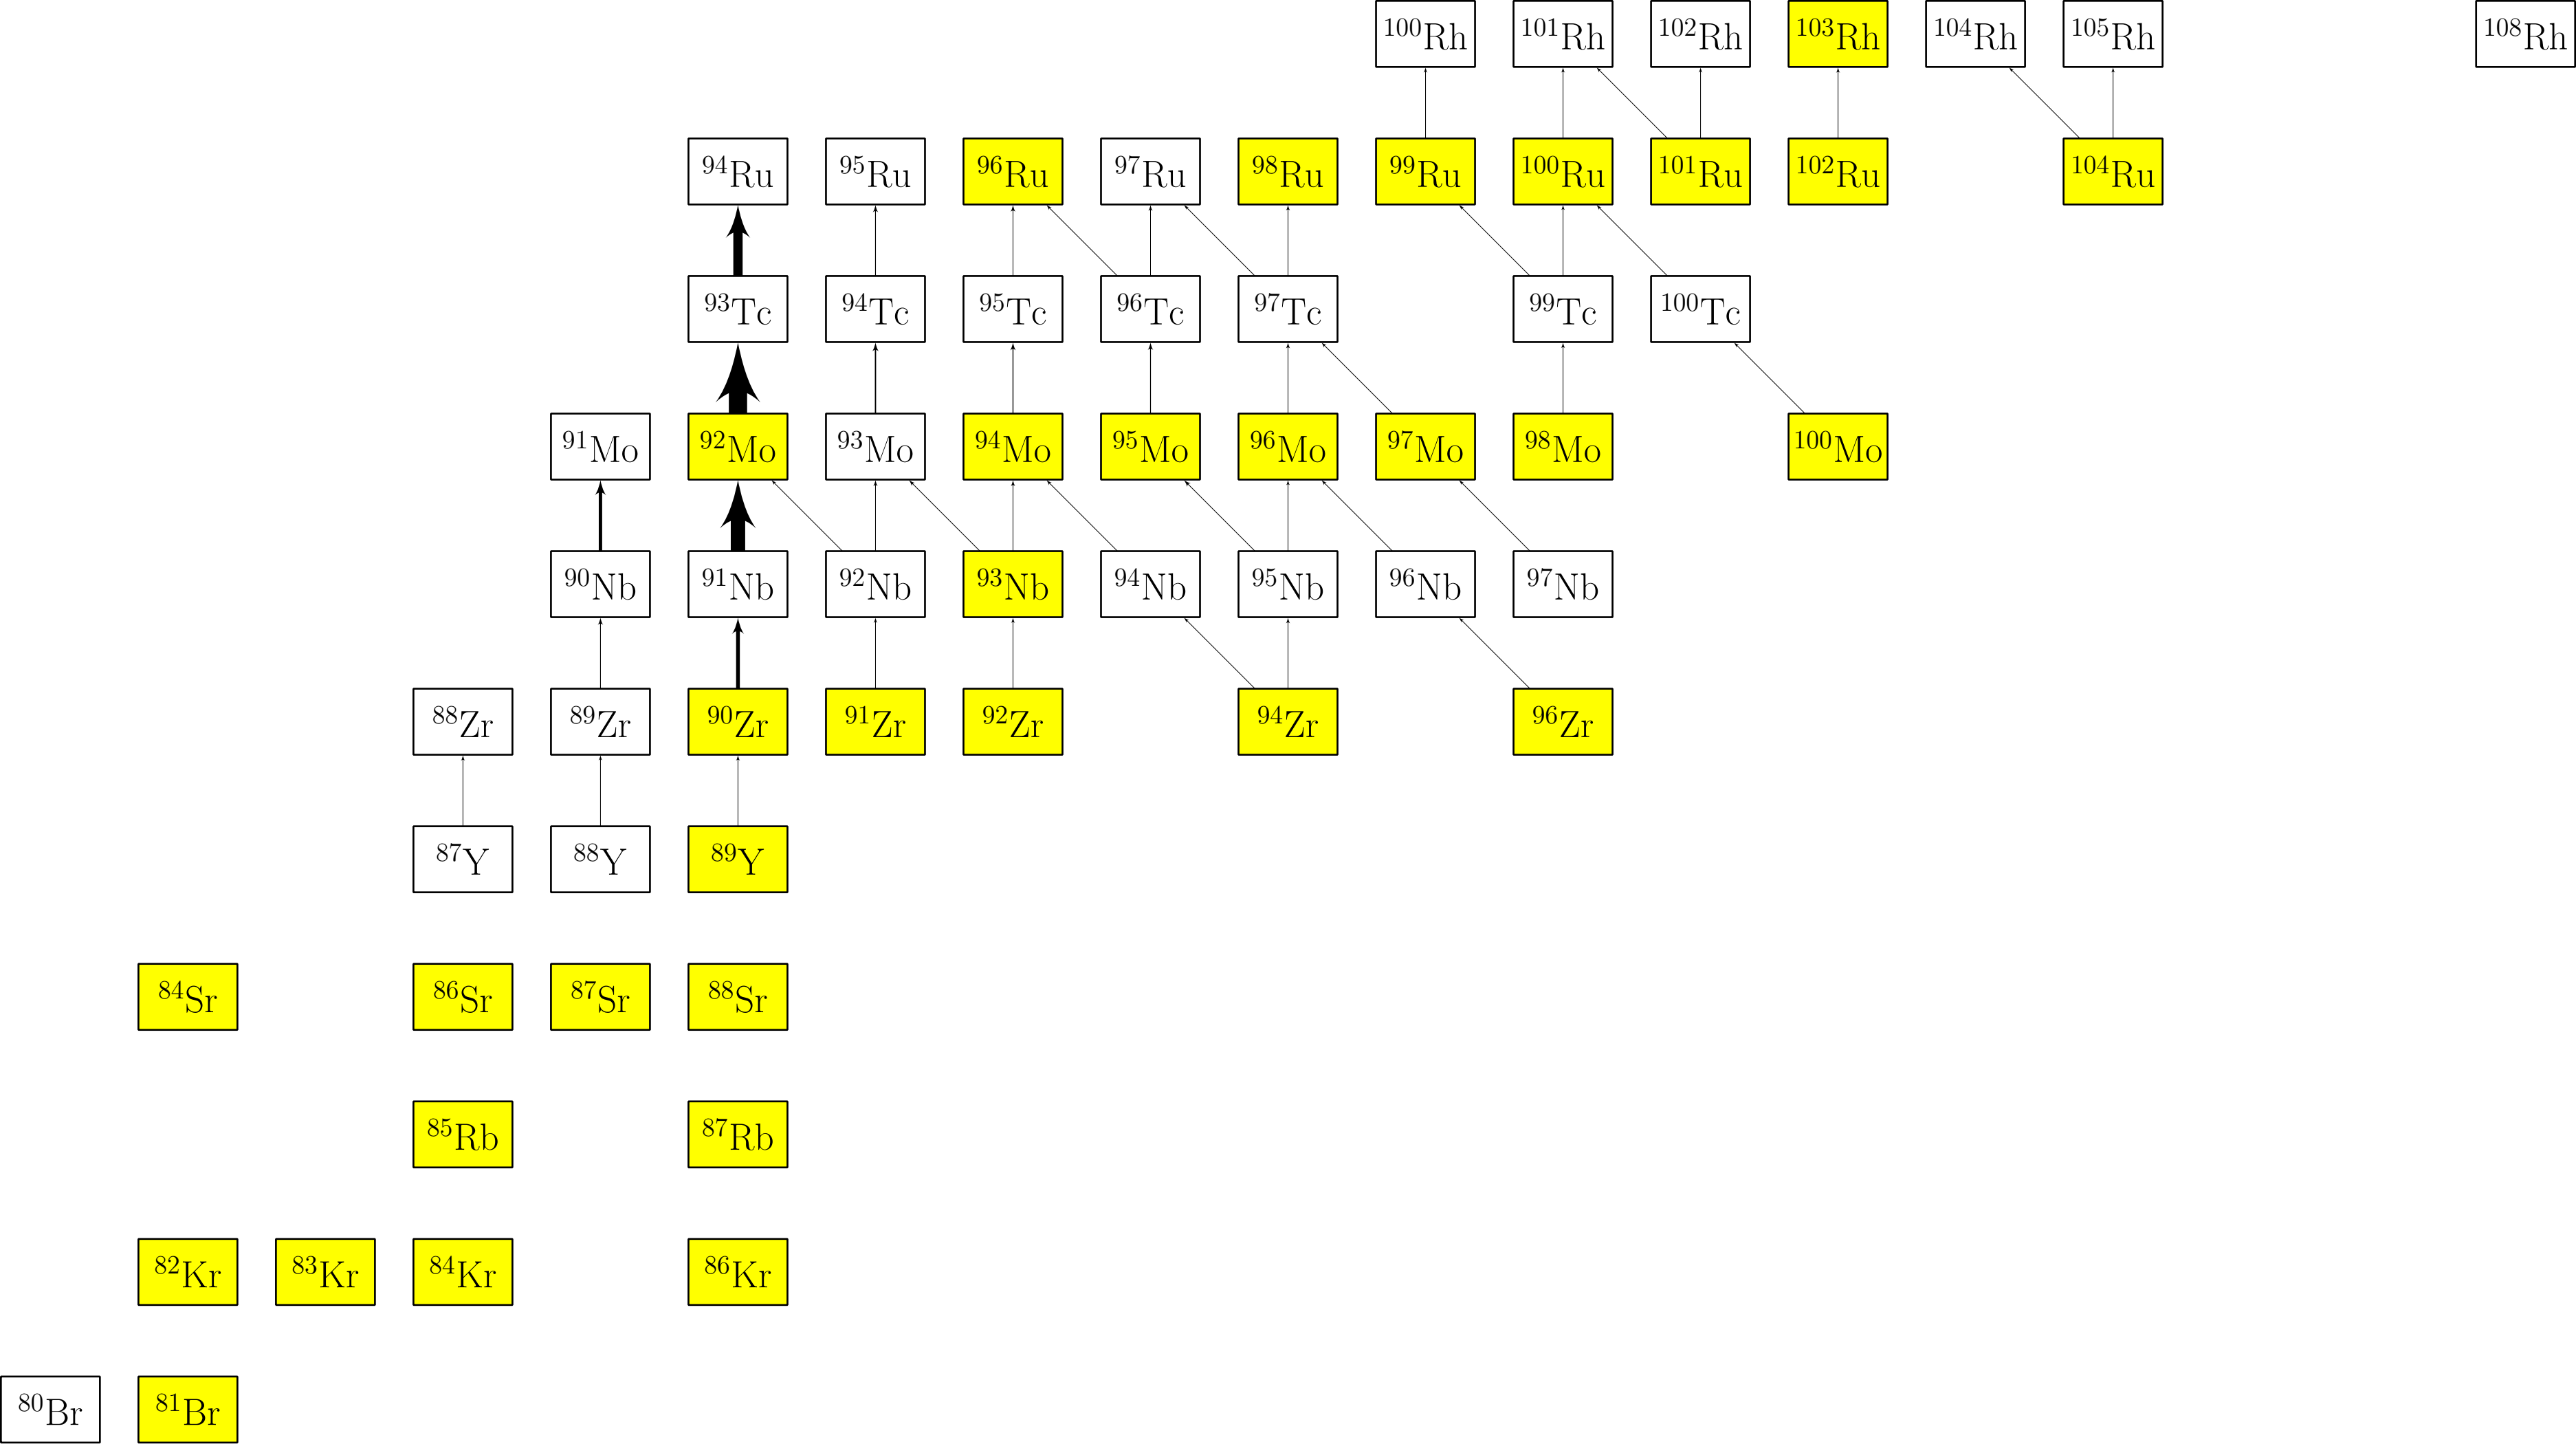 ¹⁰⁰Rh ¹⁰¹Rh ¹⁰²Rh ¹⁰³Rh ¹⁰⁴Rh ¹⁰⁵Rh ¹⁰⁸Rh
⁹⁴Ru ⁹⁵Ru ⁹⁶Ru ⁹⁷Ru ⁹⁸Ru ⁹⁹Ru ¹⁰⁰Ru ¹⁰¹Ru ¹⁰²Ru ¹⁰⁴Ru
⁹³Tc ⁹⁴Tc ⁹⁵Tc ⁹⁶Tc ⁹⁷Tc ⁹⁹Tc ¹⁰⁰Tc
⁹¹Mo ⁹²Mo ⁹³Mo ⁹⁴Mo ⁹⁵Mo ⁹⁶Mo ⁹⁷Mo ⁹⁸Mo ¹⁰⁰Mo
⁹⁰Nb ⁹¹Nb ⁹²Nb ⁹³Nb ⁹⁴Nb ⁹⁵Nb ⁹⁶Nb ⁹⁷Nb
⁸⁸Zr ⁸⁹Zr ⁹⁰Zr ⁹¹Zr ⁹²Zr ⁹⁴Zr ⁹⁶Zr
⁸⁷Y ⁸⁸Y ⁸⁹Y
⁸⁴Sr ⁸⁶Sr ⁸⁷Sr ⁸⁸Sr
⁸⁵Rb ⁸⁷Rb
⁸²Kr ⁸³Kr ⁸⁴Kr ⁸⁶Kr
⁸⁰Br ⁸¹Br